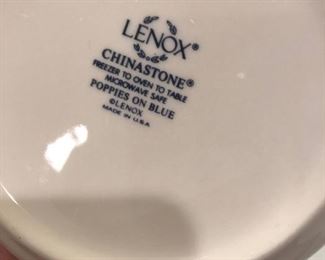 LENOX®
CHINASTONE®
FREEZER TO OVEN TO TABLE
MICROWAVE SAFE
POPPIES ON BLUE
©LENOX
MADE IN U.S.A.